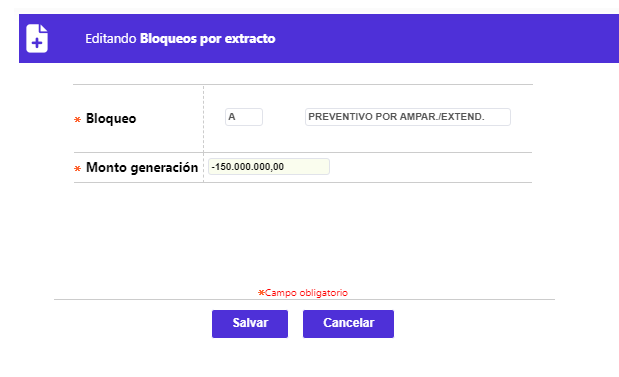 Editando Bloqueos por extracto
* Bloqueo A PREVENTIVO POR AMPAR./EXTEND.
* Monto generación -150.000.000,00
*Campo obligatorio
Salvar Cancelar